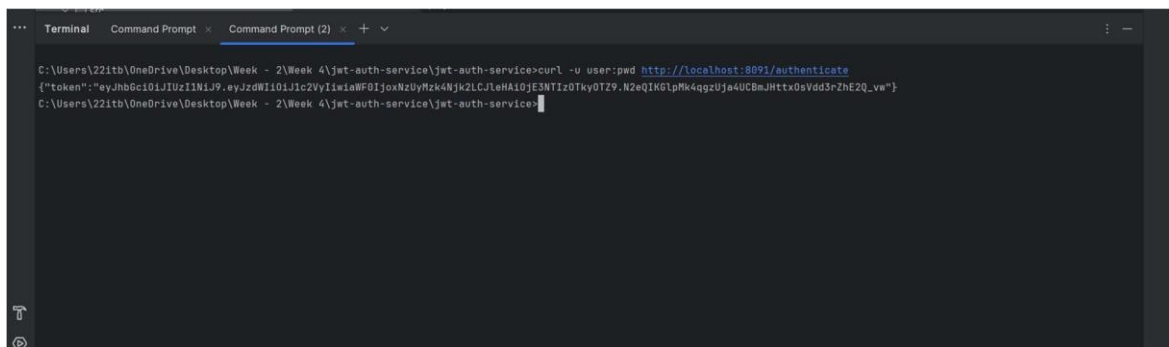 Terminal Command Prompt × Command Prompt (2) × + ∨
C:\Users\22itb\OneDrive\Desktop\Week - 2\Week 4\jwt-auth-service\jwt-auth-service>curl -u user:pwd http://localhost:8091/authenticate
{"token":"eyJhbGciOiJIUzI1NiJ9.eyJzdWIiOiJ1c2VyIiwiaWF0IjoxNzUyMzk4Njk2LCJleHAiOjE3NTIzOTkyOTZ9.N2eQIKGlpMk4qgzUja4UCBmJHttxOsVdd3rZhE2Q_vw"}
C:\Users\22itb\OneDrive\Desktop\Week - 2\Week 4\jwt-auth-service\jwt-auth-service>